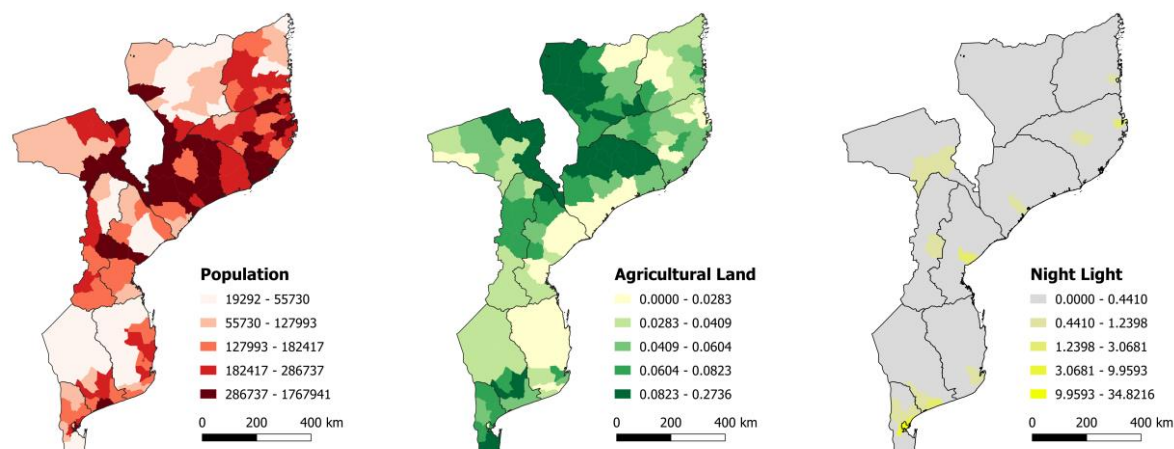 Population
19292 - 55730
55730 - 127993
127993 - 182417
182417 - 286737
286737 - 1767941
0 200 400 km
Agricultural Land
0.0000 - 0.0283
0.0283 - 0.0409
0.0409 - 0.0604
0.0604 - 0.0823
0.0823 - 0.2736
0 200 400 km
Night Light
0.0000 - 0.4410
0.4410 - 1.2398
1.2398 - 3.0681
3.0681 - 9.9593
9.9593 - 34.8216
0 200 400 km